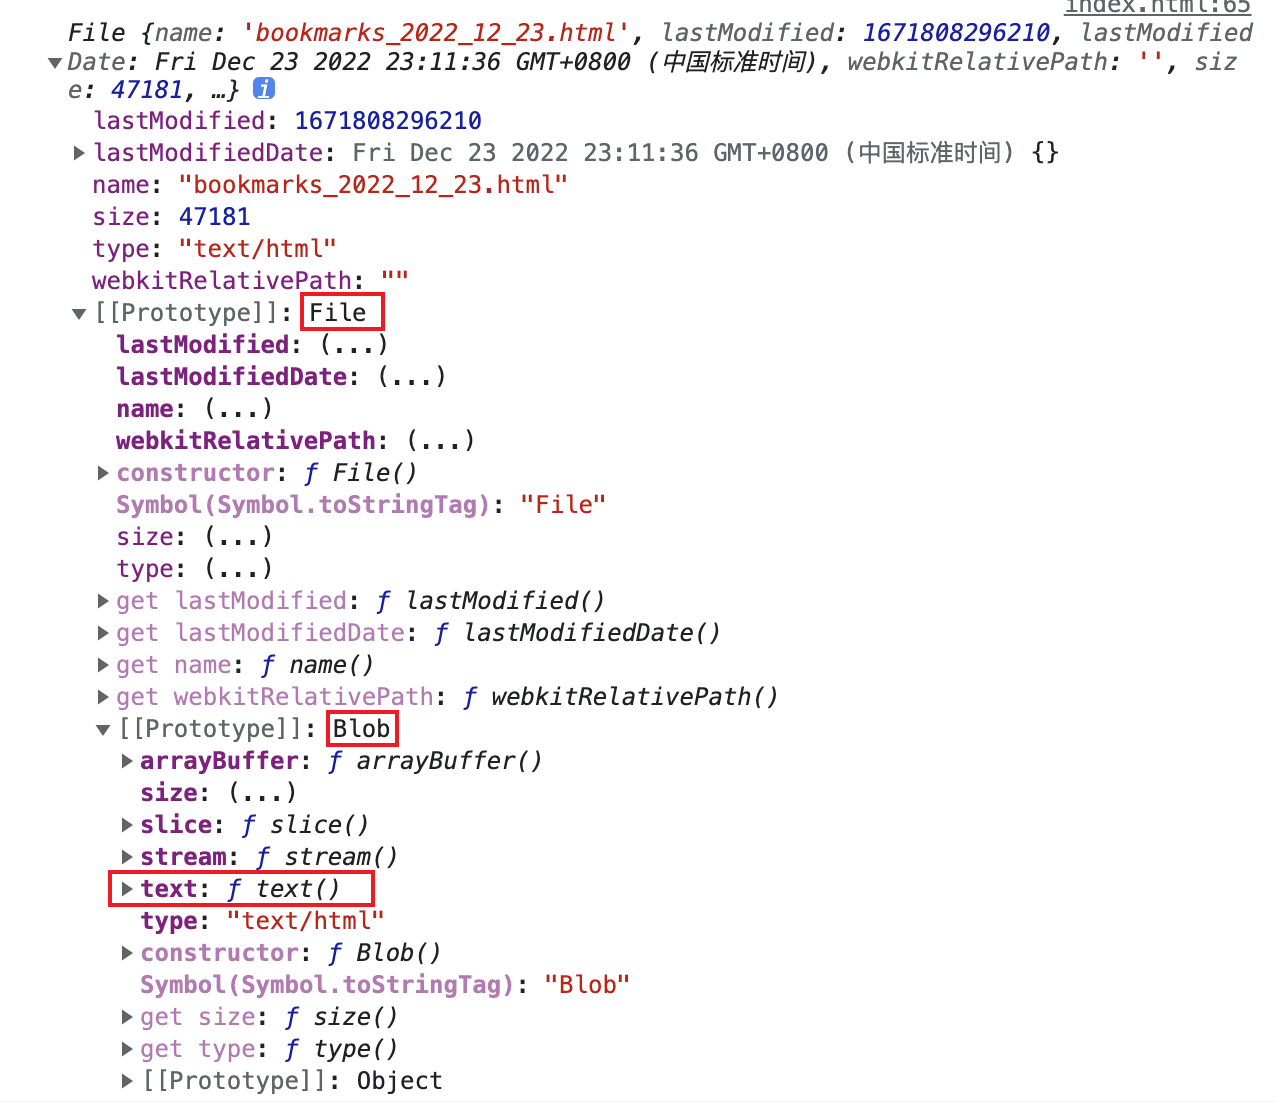 index.html:65
File {name: 'bookmarks_2022_12_23.html', lastModified: 1671808296210, lastModified
Date: Fri Dec 23 2022 23:11:36 GMT+0800 (中国标准时间), webkitRelativePath: '', siz
e: 47181, …}
lastModified: 1671808296210
lastModifiedDate: Fri Dec 23 2022 23:11:36 GMT+0800 (中国标准时间) {}
name: "bookmarks_2022_12_23.html"
size: 47181
type: "text/html"
webkitRelativePath: ""
[[Prototype]]: File
lastModified: (...)
lastModifiedDate: (...)
name: (...)
webkitRelativePath: (...)
constructor: ƒ File()
Symbol(Symbol.toStringTag): "File"
size: (...)
type: (...)
get lastModified: ƒ lastModified()
get lastModifiedDate: ƒ lastModifiedDate()
get name: ƒ name()
get webkitRelativePath: ƒ webkitRelativePath()
[[Prototype]]: Blob
arrayBuffer: ƒ arrayBuffer()
size: (...)
slice: ƒ slice()
stream: ƒ stream()
text: ƒ text()
type: "text/html"
constructor: ƒ Blob()
Symbol(Symbol.toStringTag): "Blob"
get size: ƒ size()
get type: ƒ type()
[[Prototype]]: Object